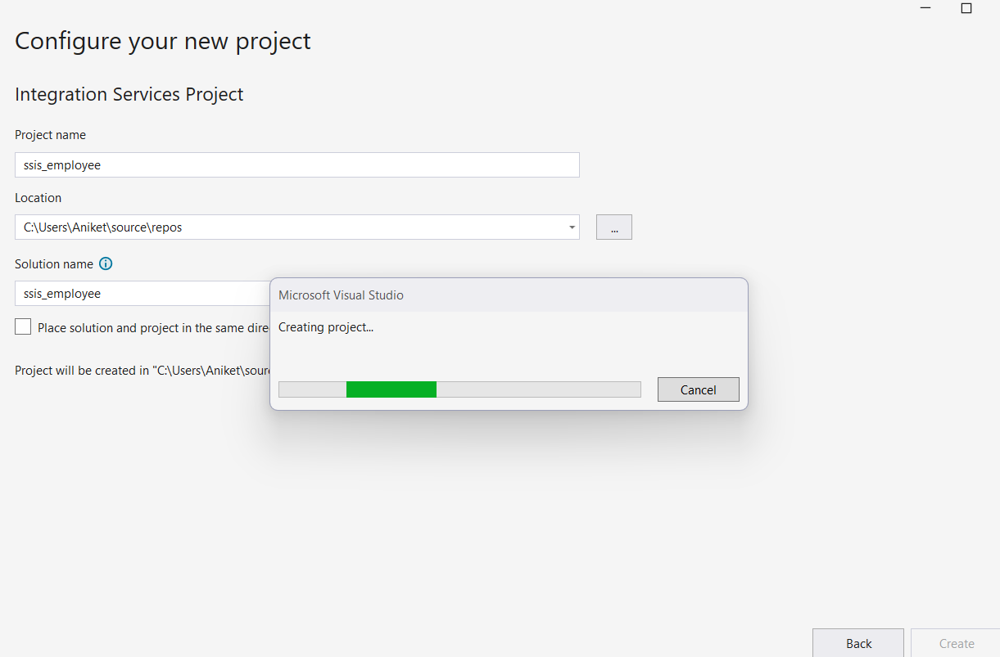 Configure your new project
Integration Services Project
Project name
ssis_employee
Location
C:\Users\Aniket\source\repos
...
Solution name
ssis_employee
Place solution and project in the same
Project will be created in "C:\Users\Aniket\
Microsoft Visual Studio
Creating project...
Cancel
Back
Create